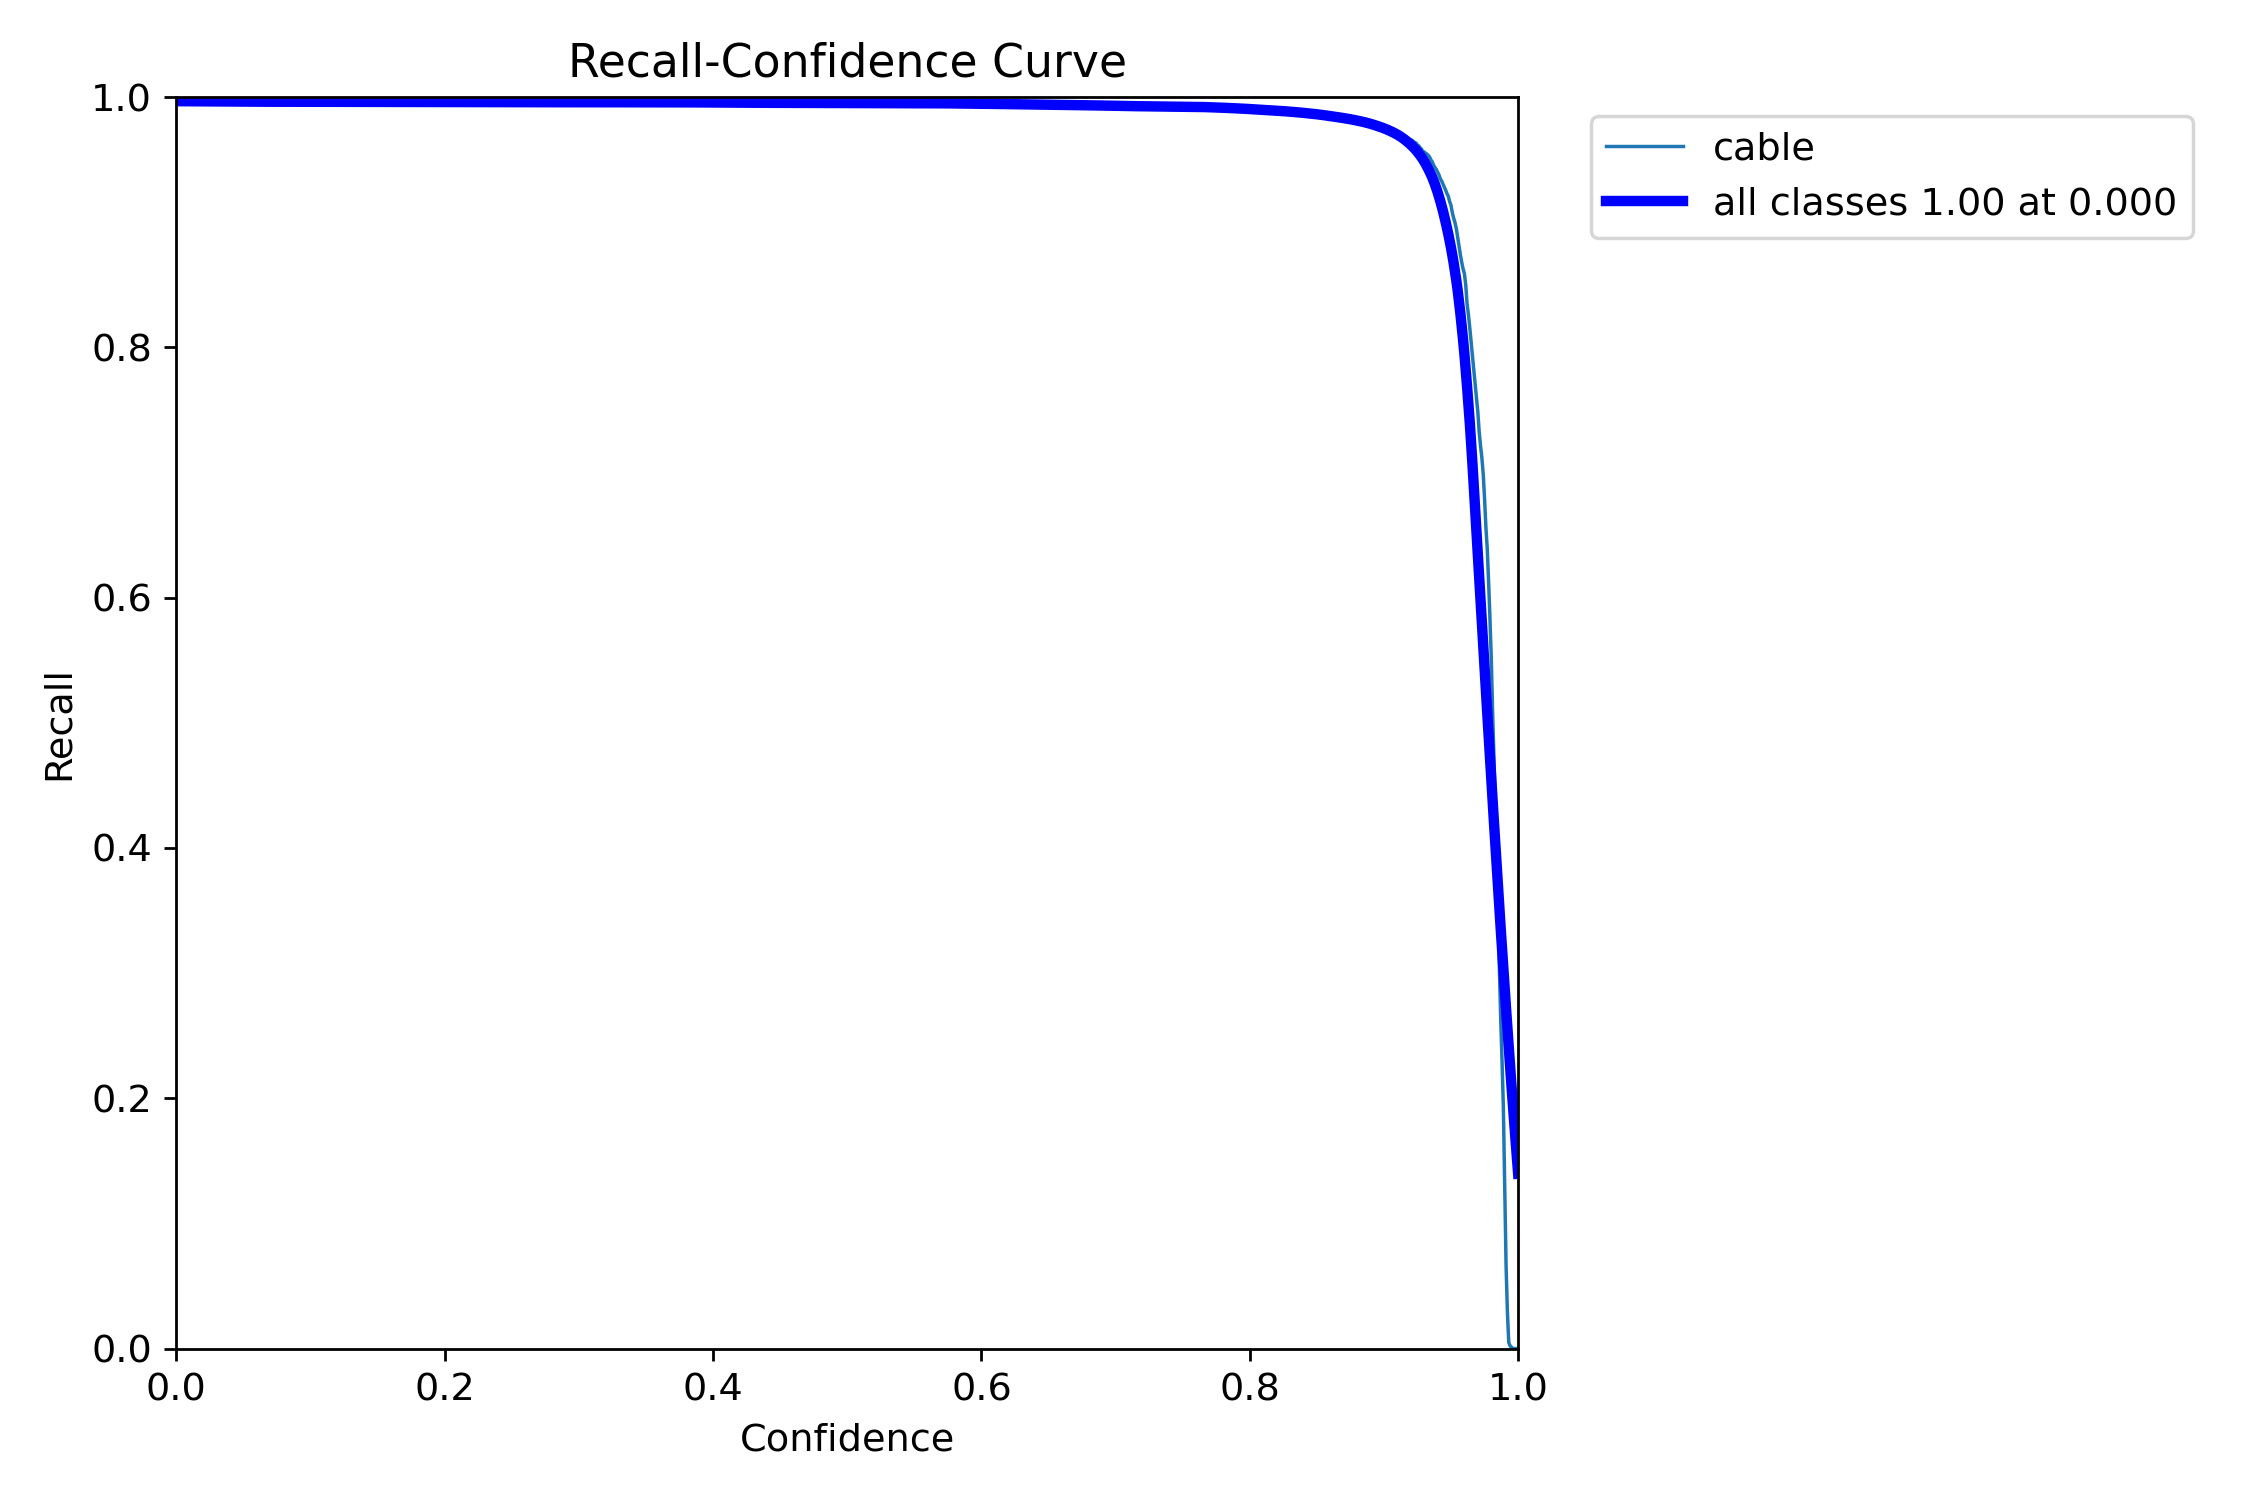 Recall-Confidence Curve
1.0
0.8
0.6
0.4
0.2
0.0
Recall
0.0 0.2 0.4 0.6 0.8 1.0
Confidence
cable
all classes 1.00 at 0.000